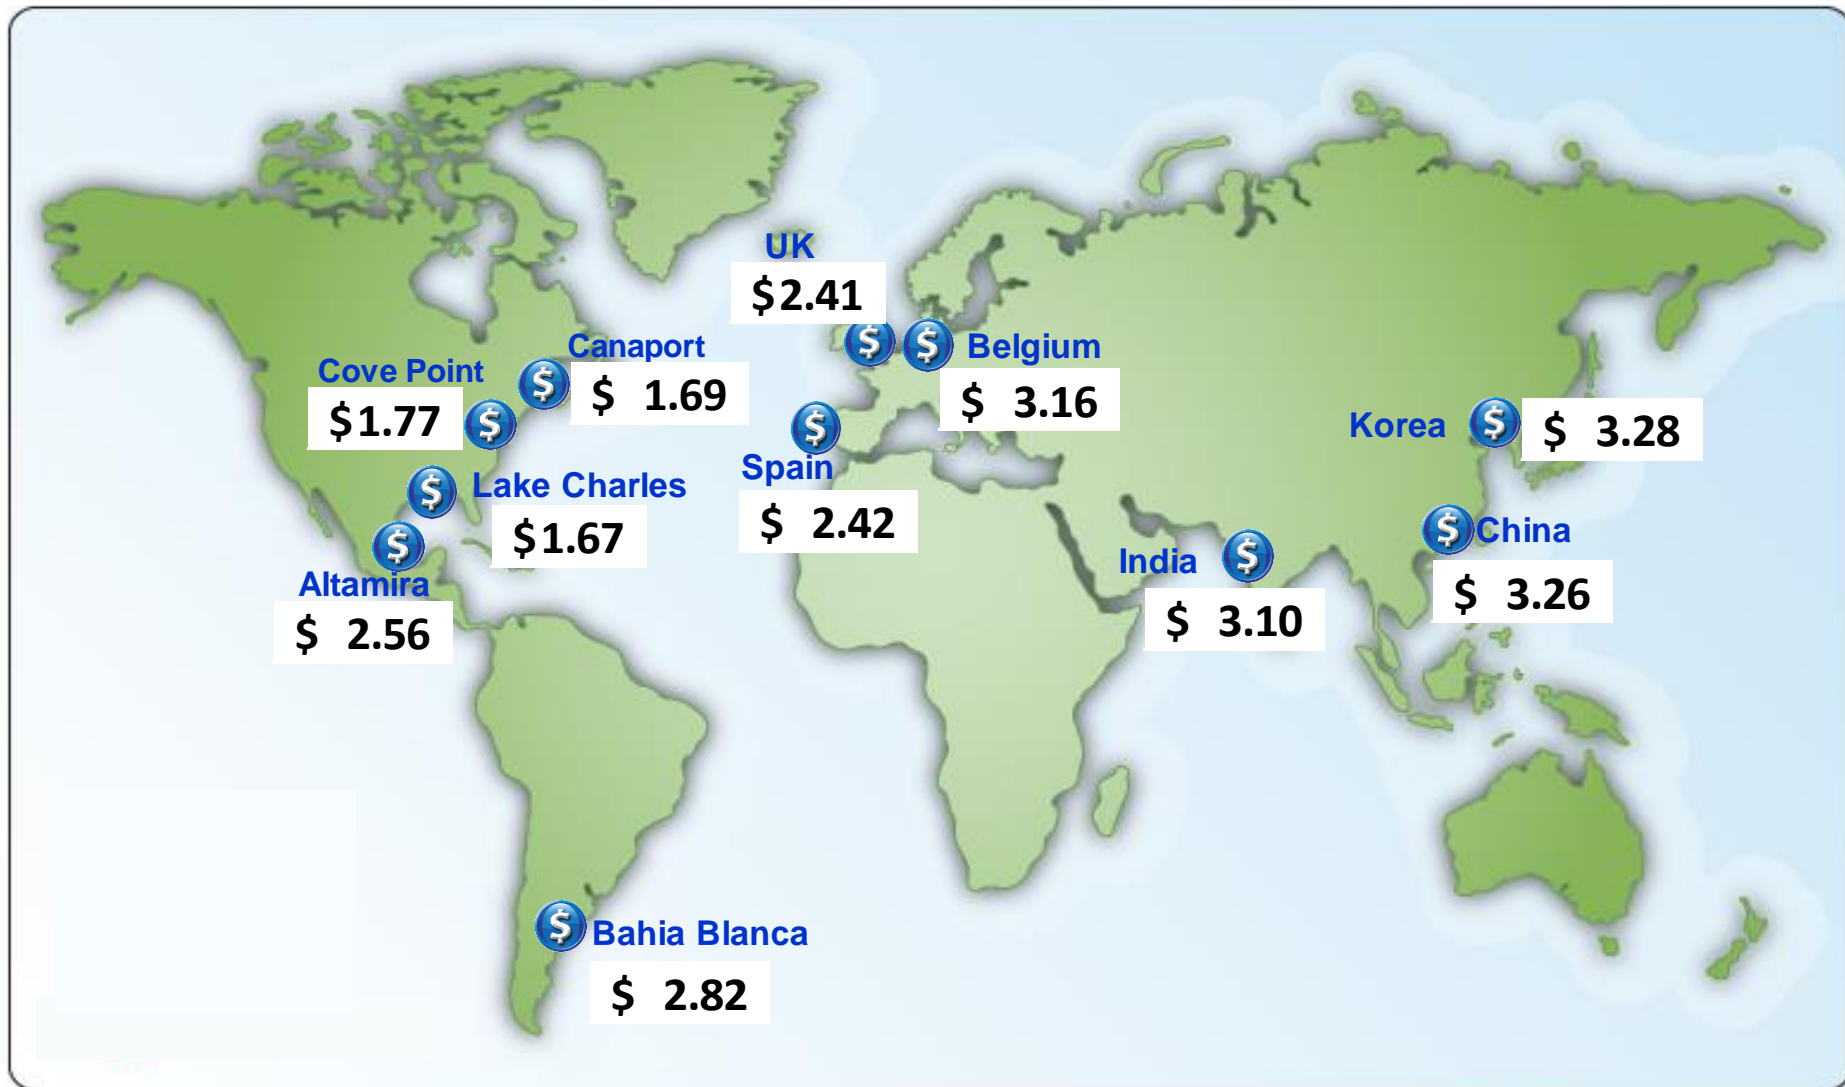 UK
$2.41
Canaport
$ 1.69
Cove Point
$1.77
Belgium
$ 3.16
Korea
$ 3.28
Spain
$ 2.42
Lake Charles
$1.67
China
$ 3.26
India
$ 3.10
Altamira
$ 2.56
Bahia Blanca
$ 2.82